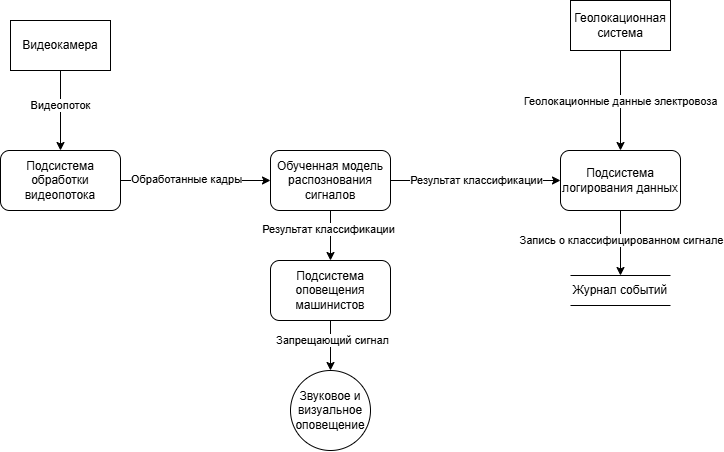 Видеокамера
Геолокационная
система
Видеопоток
Геолокационные данные электровоза
Подсистема
обработки
видеопотока
Обработанные кадры
Обученная модель
распознования
сигналов
Результат классификации
Подсистема
логирования данных
Результат классификации
Запись о классифицированном сигнале
Подсистема
оповещения
машинистов
Журнал событий
Запрещающий сигнал
Звуковое и
визуальное
оповещение